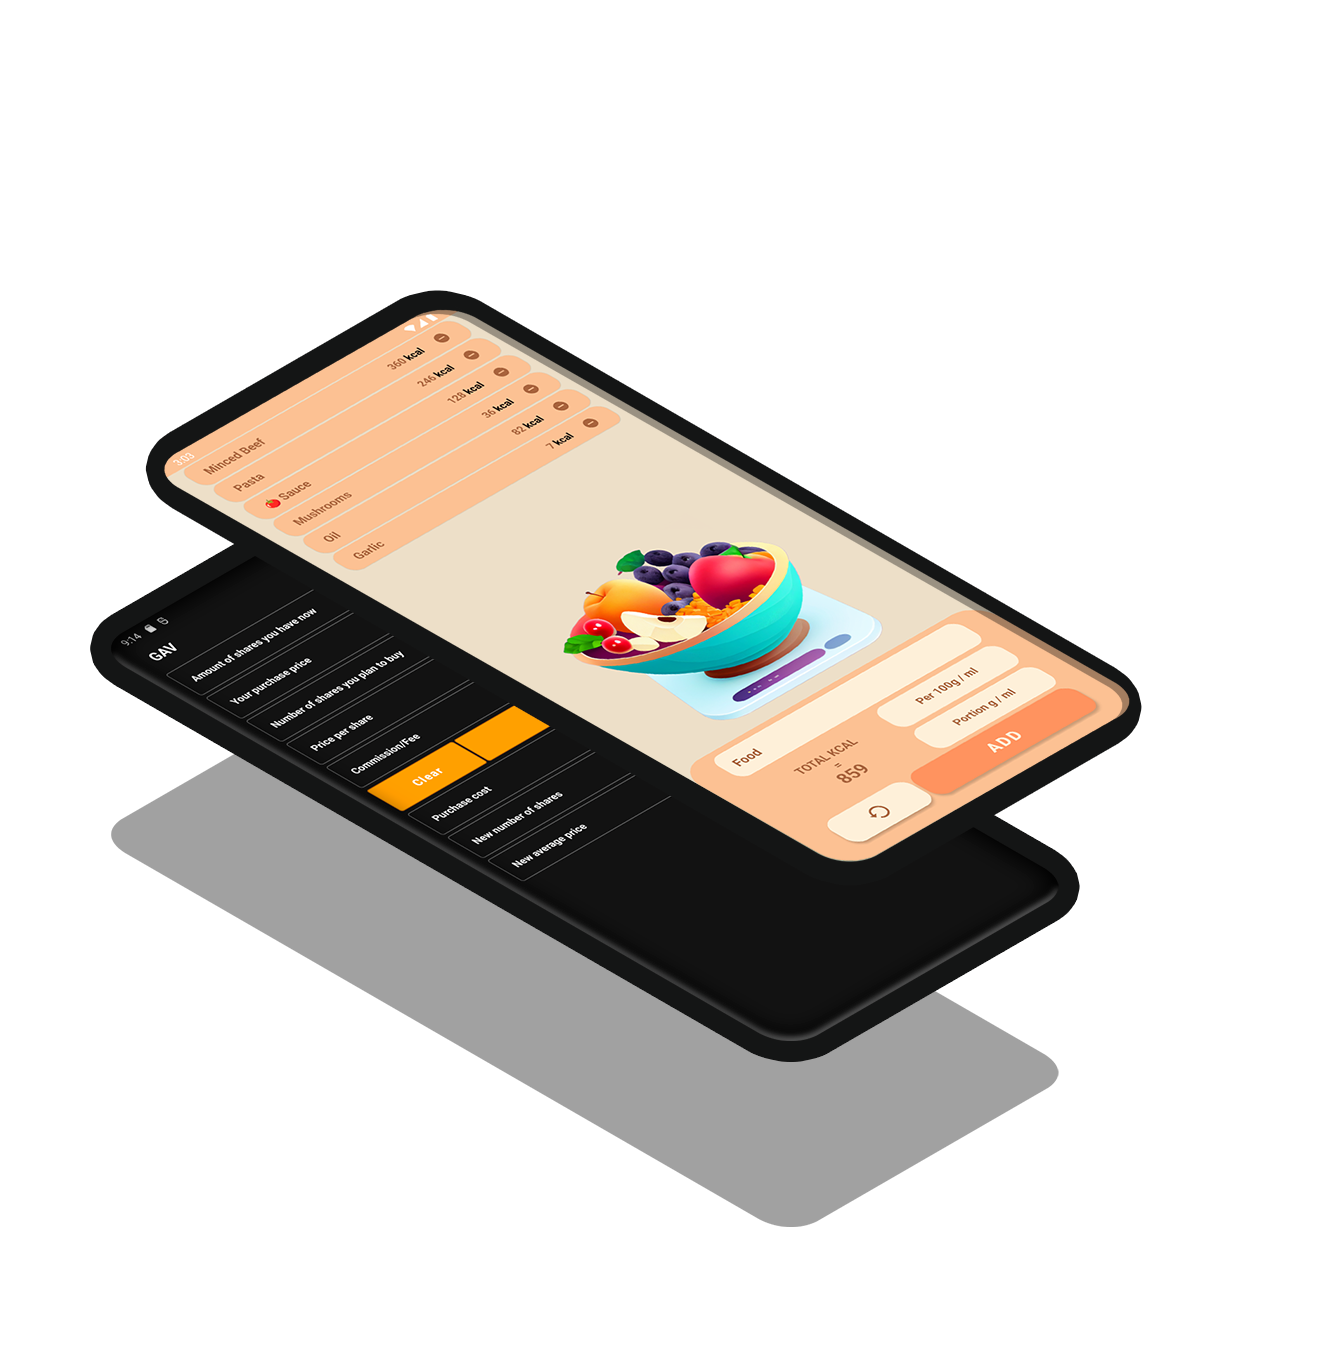 3:03
Minced Beef 360 kcal
Pasta 246 kcal
🍅 Sauce 128 kcal
Mushrooms 36 kcal
Oil 82 kcal
Garlic 7 kcal
Food
Per 100g / ml
Portion g / ml
TOTAL KCAL
=
859
ADD
9:14
GAV
Amount of shares you have now
Your purchase price
Number of shares you plan to buy
Price per share
Commission/Fee
Clear
Purchase cost
New number of shares
New average price